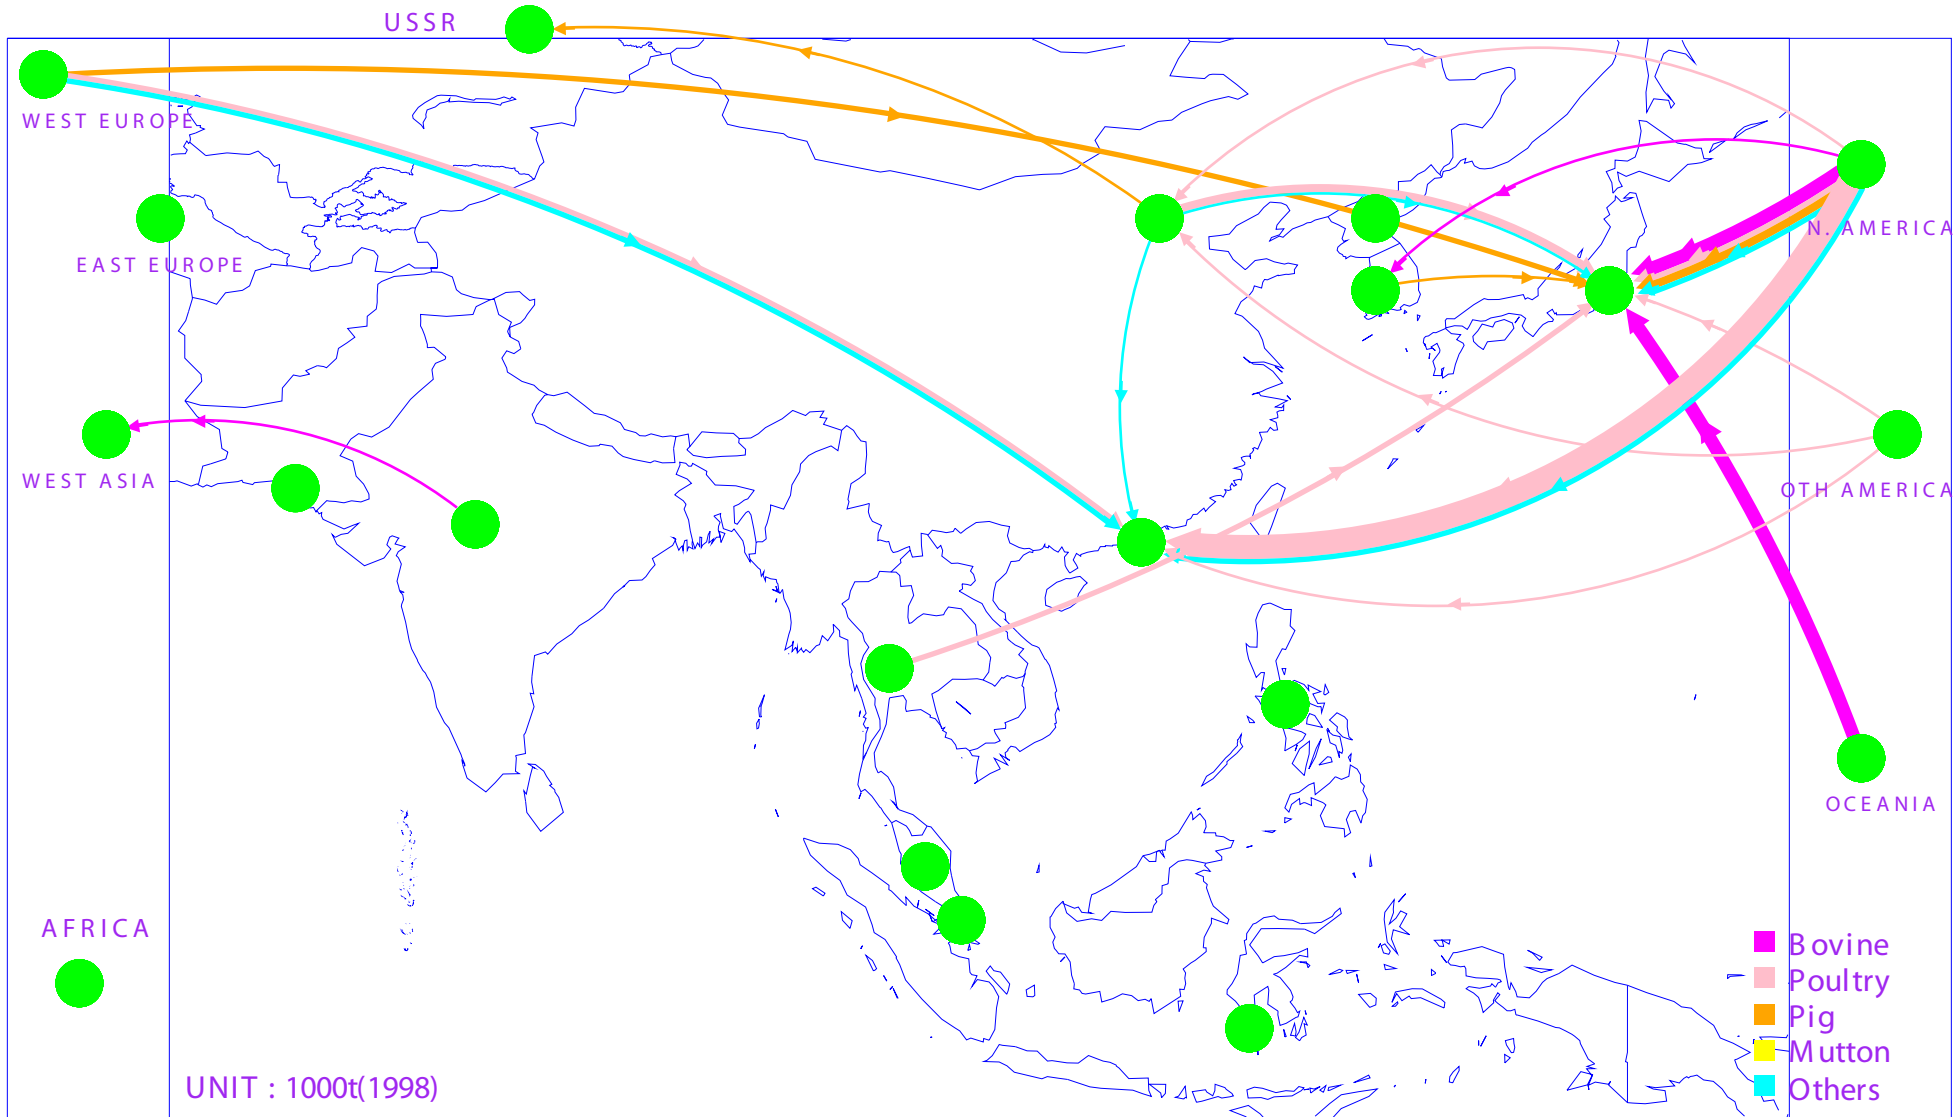 USSR
WEST EUROPE
N. AMERICA
EAST EUROPE
WEST ASIA
OTH AMERICA
OCEANIA
AFRICA
Bovine
Poultry
Pig
Mutton
Others
UNIT : 1000t(1998)